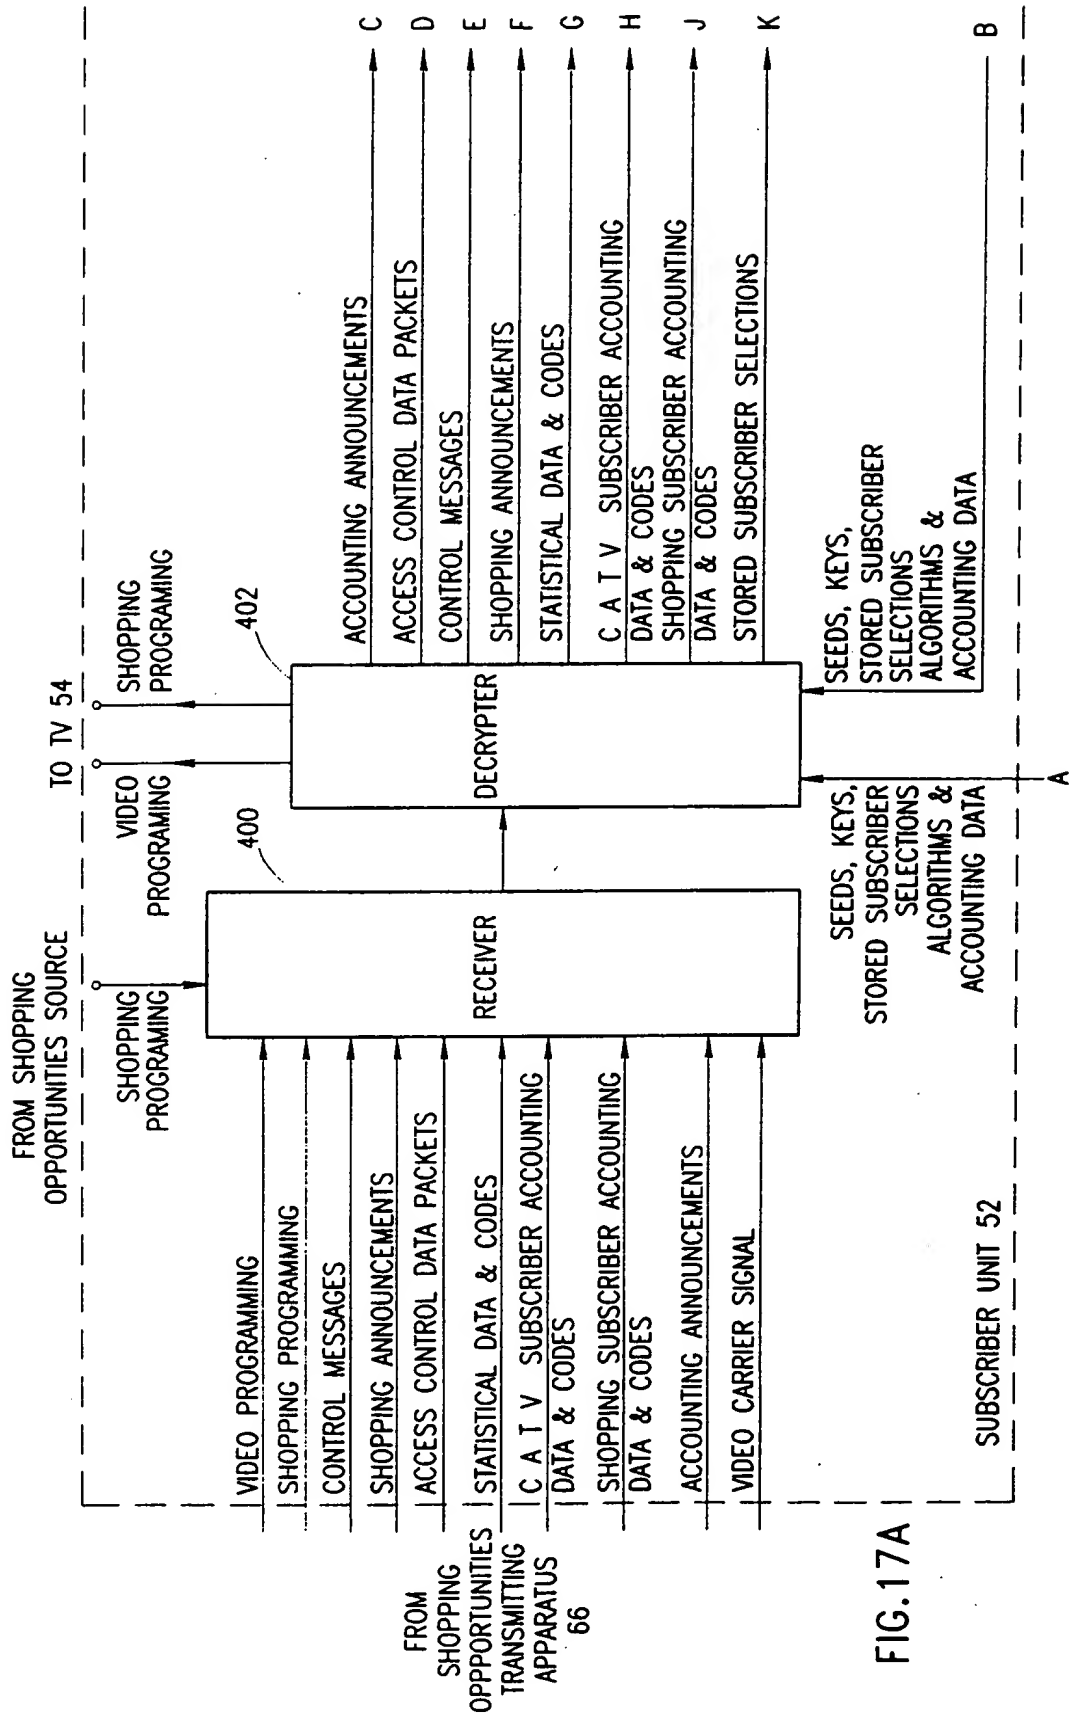 FROM SHOPPING
OPPORTUNITIES SOURCE
SHOPPING
PROGRAMING
TO TV 54
VIDEO
PROGRAMING
SHOPPING
PROGRAMING
400
402
VIDEO PROGRAMMING
SHOPPING PROGRAMMING
CONTROL MESSAGES
SHOPPING ANNOUNCEMENTS
ACCESS CONTROL DATA PACKETS
STATISTICAL DATA & CODES
C A T V SUBSCRIBER ACCOUNTING
DATA & CODES
SHOPPING SUBSCRIBER ACCOUNTING
DATA & CODES
ACCOUNTING ANNOUNCEMENTS
VIDEO CARRIER SIGNAL
FROM
SHOPPING
OPPPORTUNITIES
TRANSMITTING
APPARATUS
66
RECEIVER
DECRYPTER
ACCOUNTING ANNOUNCEMENTS
C
ACCESS CONTROL DATA PACKETS
D
CONTROL MESSAGES
E
SHOPPING ANNOUNCEMENTS
F
STATISTICAL DATA & CODES
G
C A T V SUBSCRIBER ACCOUNTING
DATA & CODES
H
SHOPPING SUBSCRIBER ACCOUNTING
DATA & CODES
J
STORED SUBSCRIBER SELECTIONS
K
SEEDS, KEYS,
STORED SUBSCRIBER
SELECTIONS
ALGORITHMS &
ACCOUNTING DATA
A
SEEDS, KEYS,
STORED SUBSCRIBER
SELECTIONS
ALGORITHMS &
ACCOUNTING DATA
B
SUBSCRIBER UNIT 52
FIG.17A